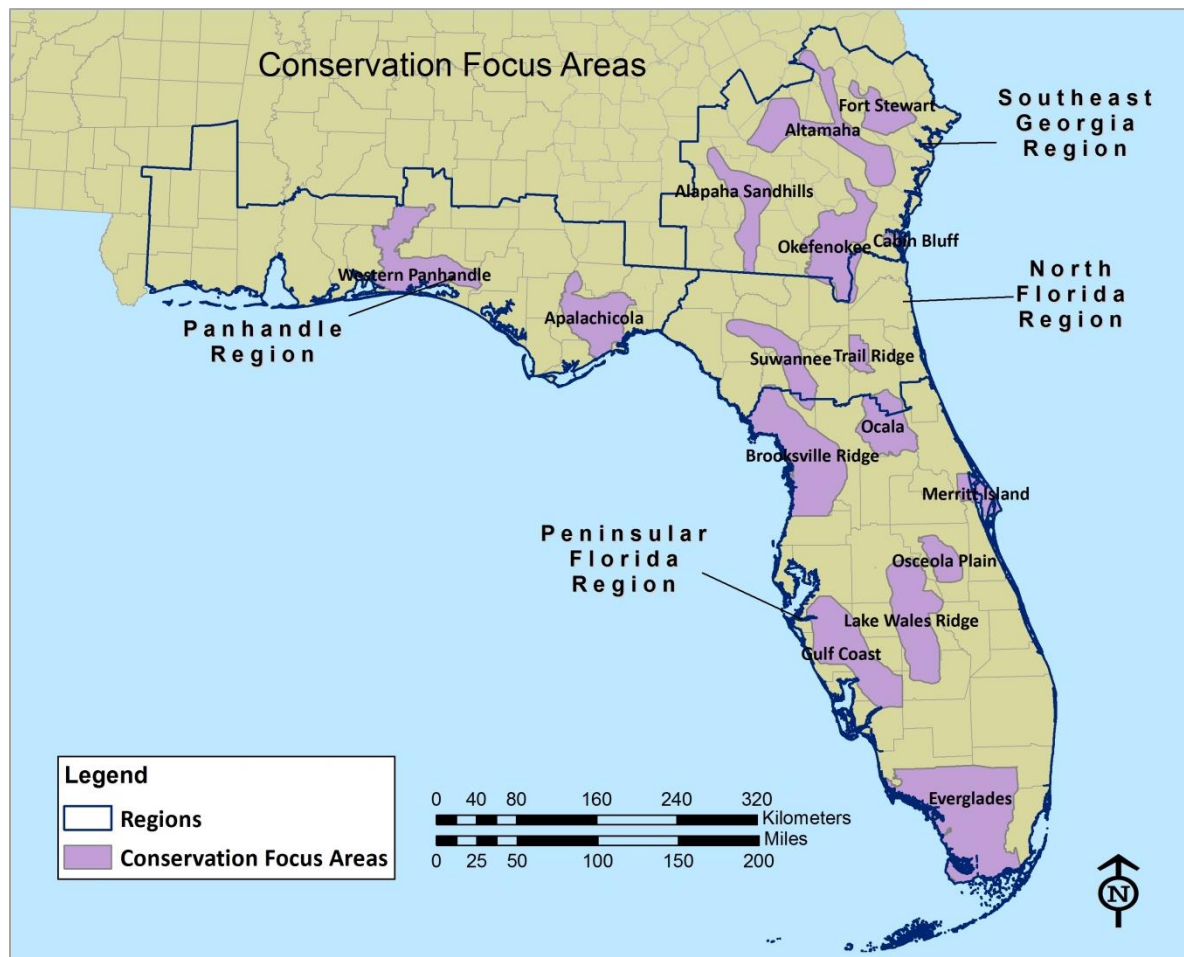 Conservation Focus Areas
Fort Stewart
Southeast
Georgia
Region
Altamaha
Alapaha Sandhills
Okefenokee
Cabin Bluff
Western Panhandle
North
Florida
Region
Panhandle
Region
Apalachicola
Suwannee
Trail Ridge
Ocala
Brooksville Ridge
Merritt Island
Peninsular
Florida
Region
Osceola Plain
Lake Wales Ridge
Gulf Coast
Legend
Regions
Conservation Focus Areas
0 40 80 160 240 320
Kilometers
Miles
0 25 50 100 150 200
Everglades
N